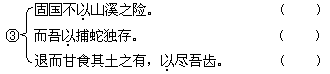 固国不以山溪之险。 （ ）
③ 而吾以捕蛇独存。 （ ）
退而甘食其土之有，以尽吾齿。（ ）